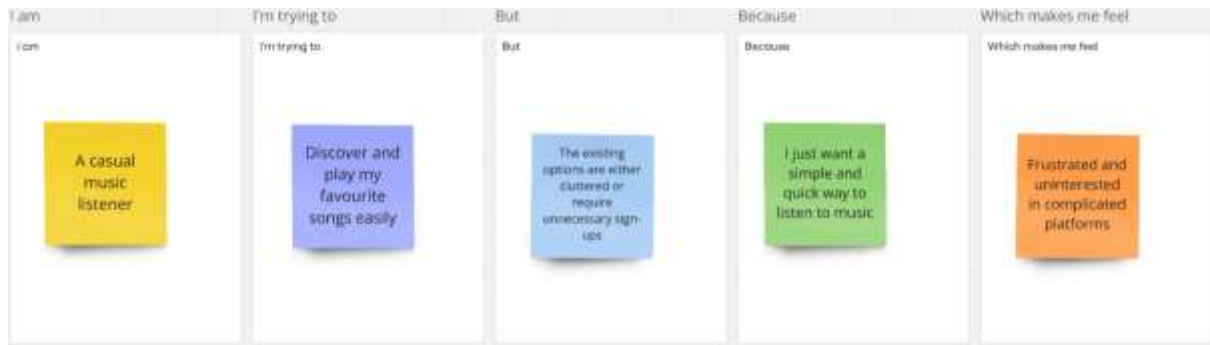 I am
I'm trying to
But
Because
Which makes me feel
I am
I'm trying to
But
Because
Which makes me feel
A casual
music
listener
Discover and
play my
favourite
songs easily
The existing
options are either
cluttered or
require
unnecessary sign-
ups
I just want a
simple and
quick way to
listen to music
Frustrated and
uninterested
in complicated
platforms